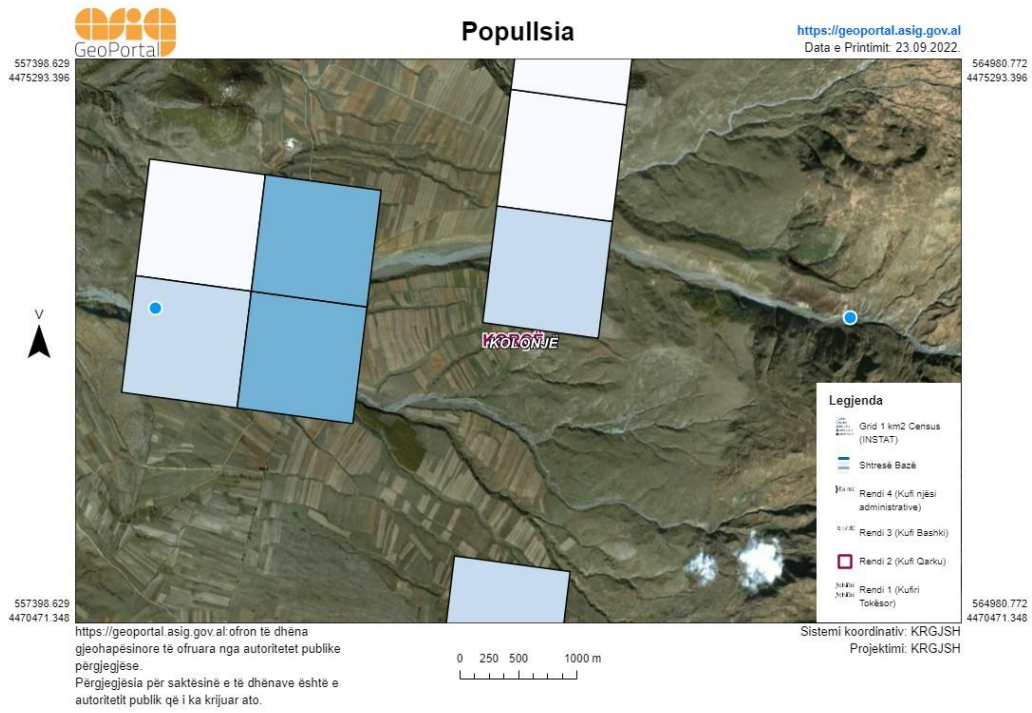 asig
GeoPortal
Popullsia
https://geoportal.asig.gov.al
Data e Printimit: 23.09.2022.
557398.629
4475293.396
564980.772
4475293.396
V
KORÇË
KOLONJË
Legjenda
Grid 1 km2 Census
(INSTAT)
Shtresë Bazë
Rendi 4 (Kufi njësi
administrative)
Rendi 3 (Kufi Bashki)
Rendi 2 (Kufi Qarku)
Rendi 1 (Kufiri
Tokësor)
557398.629
4470471.348
564980.772
4470471.348
https://geoportal.asig.gov.al:ofron të dhëna
gjeohapësinore të ofruara nga autoritetet publike
përgjegjëse.
Përgjegjësia për saktësinë e të dhënave është e
autoritetit publik që i ka krijuar ato.
0 250 500 1000 m
Sistemi koordinativ: KRGJSH
Projektimi: KRGJSH